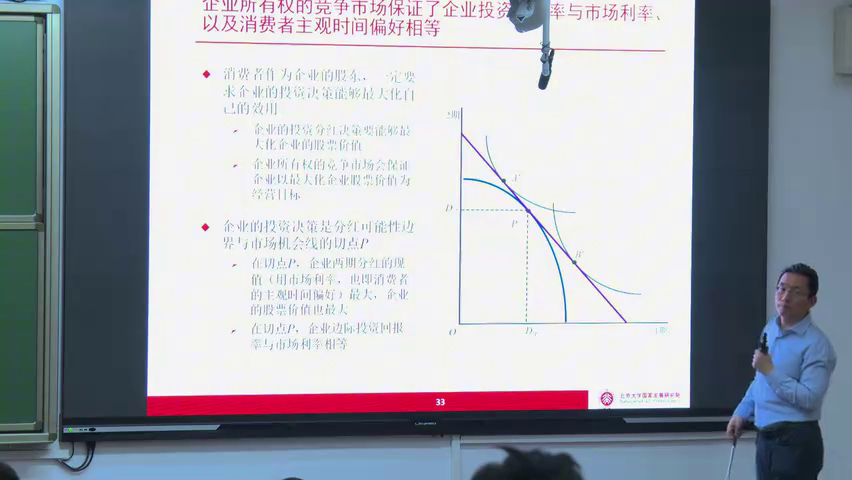 企业所有权的竞争市场保证了企业投资 率与市场利率、
以及消费者主观时间偏好相等
消费者作为企业的股东，一定要
求企业的投资决策能够最大化自
己的效用
企业的投资分红决策要能够最
大化企业的股票价值
企业所有权的竞争市场会保证
企业以最大化企业股票价值为
经营目标
企业的投资决策是分红可能性边
界与市场机会线的切点P
在切点P，企业两期分红的现
值（用市场利率，也即消费者
的主观时间偏好）最大，企业
的股票价值也最大
在切点P，企业边际投资回报
率与市场利率相等
2期
A'
D
P
B'
O
1期
33
北京大学国家发展研究院